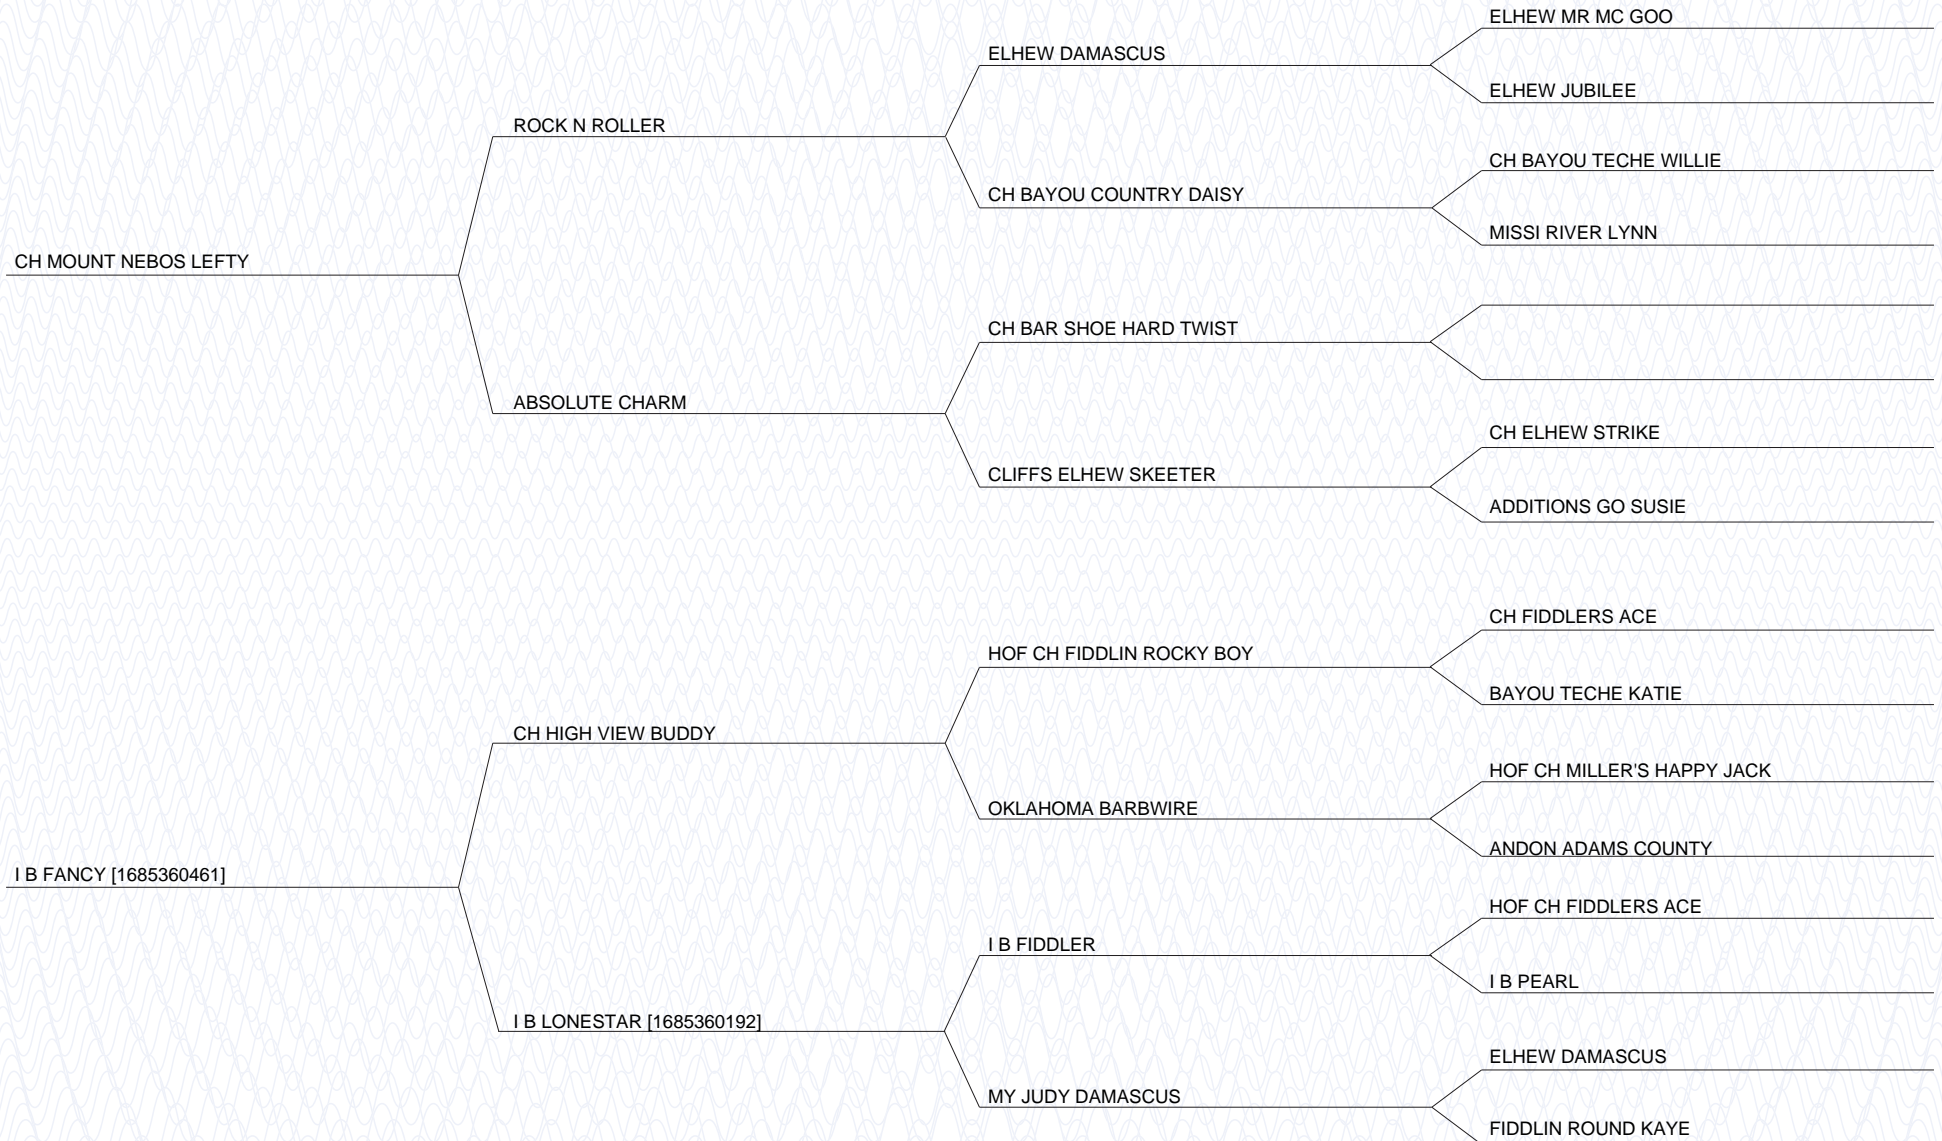 ELHEW MR MC GOO
ELHEW DAMASCUS
ELHEW JUBILEE
ROCK N ROLLER
CH BAYOU TECHE WILLIE
CH BAYOU COUNTRY DAISY
MISSI RIVER LYNN
CH MOUNT NEBOS LEFTY
CH BAR SHOE HARD TWIST
ABSOLUTE CHARM
CH ELHEW STRIKE
CLIFFS ELHEW SKEETER
ADDITIONS GO SUSIE
CH FIDDLERS ACE
HOF CH FIDDLIN ROCKY BOY
BAYOU TECHE KATIE
CH HIGH VIEW BUDDY
HOF CH MILLER'S HAPPY JACK
OKLAHOMA BARBWIRE
ANDON ADAMS COUNTY
I B FANCY [1685360461]
HOF CH FIDDLERS ACE
I B FIDDLER
I B PEARL
I B LONESTAR [1685360192]
ELHEW DAMASCUS
MY JUDY DAMASCUS
FIDDLIN ROUND KAYE